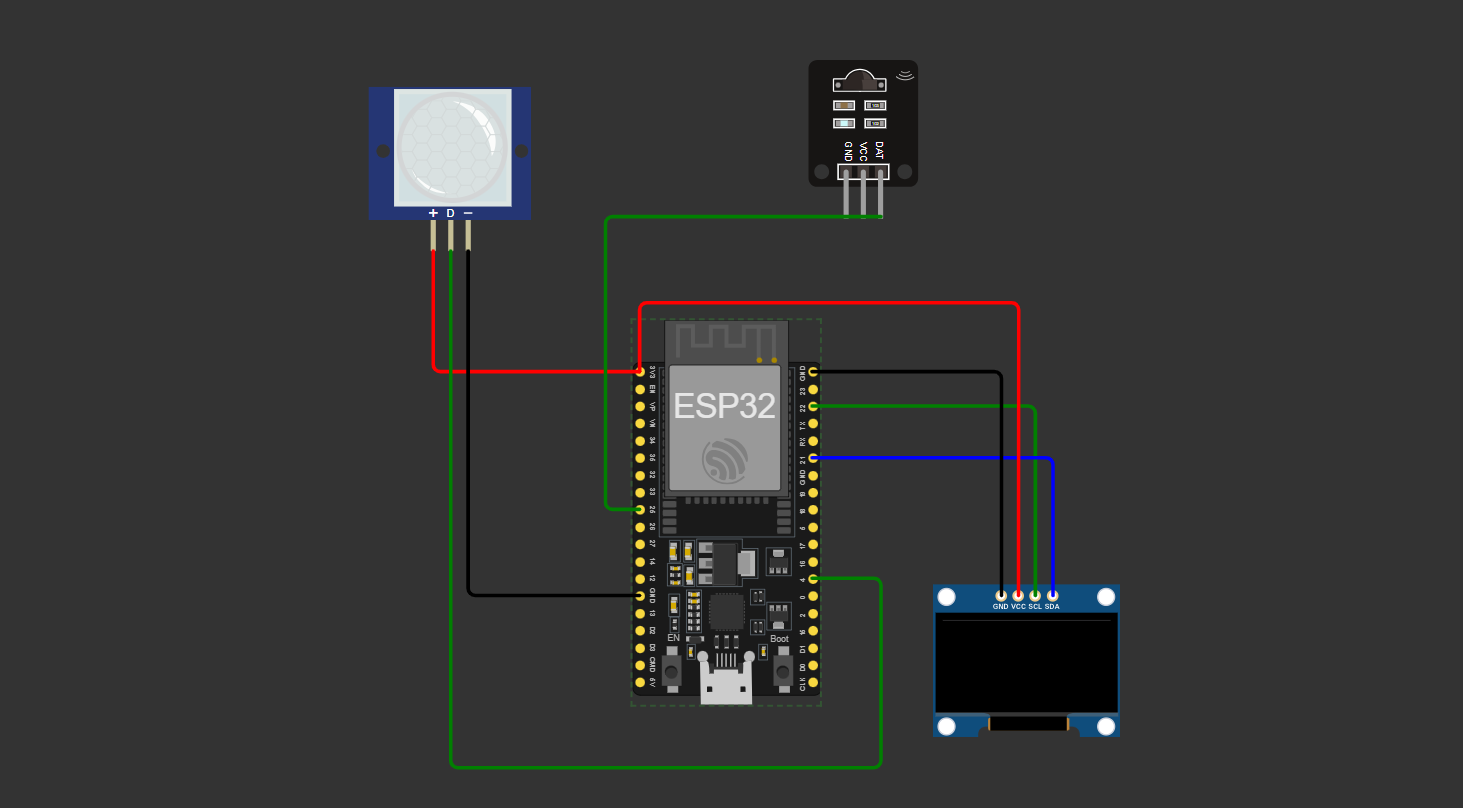 GND
VCC
DAT
+ D −
ESP32
3V3
EN
VP
VN
34
35
32
33
25
26
27
14
12
GND
13
D2
D3
CMD
5V
GND
23
22
TX
RX
21
GND
19
18
5
17
16
4
0
2
15
D1
D0
CLK
EN
Boot
GND VCC SCL SDA